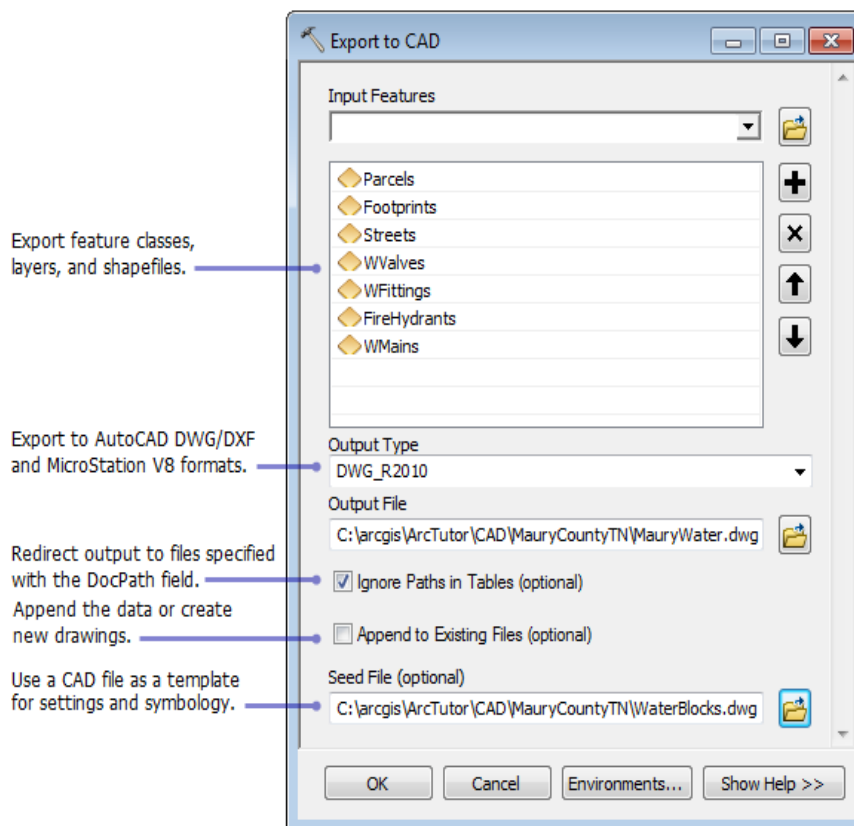 Export to CAD
Input Features
Parcels
Footprints
Streets
WValves
WFittings
FireHydrants
WMains
Export feature classes,
layers, and shapefiles.
Output Type
DWG_R2010
Export to AutoCAD DWG/DXF
and MicroStation V8 formats.
Output File
C:\arcgis\ArcTutor\CAD\MauryCountyTN\MauryWater.dwg
Redirect output to files specified
with the DocPath field.
Ignore Paths in Tables (optional)
Append the data or create
new drawings.
Append to Existing Files (optional)
Use a CAD file as a template
for settings and symbology.
Seed File (optional)
C:\arcgis\ArcTutor\CAD\MauryCountyTN\WaterBlocks.dwg
OK
Cancel
Environments...
Show Help >>